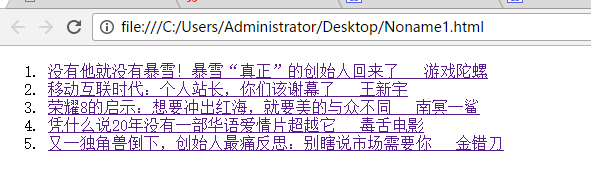 file:///C:/Users/Administrator/Desktop/Noname1.html
1. 没有他就没有暴雪！暴雪“真正”的创始人回来了 游戏陀螺
2. 移动互联时代：个人站长，你们该谢幕了 王新宇
3. 荣耀8的启示：想要冲出红海，就要美的与众不同 南冥一鲨
4. 凭什么说20年没有一部华语爱情片超越它 毒舌电影
5. 又一独角兽倒下，创始人最痛反思：别瞎说市场需要你 金错刀